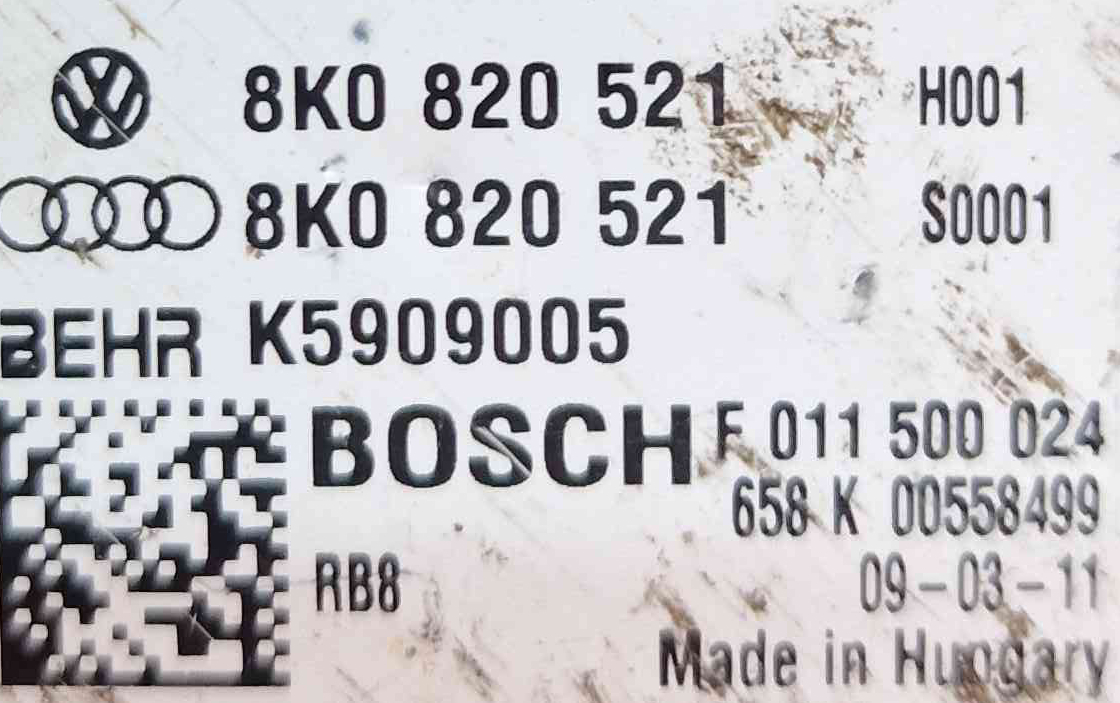 8K0 820 521 H001
8K0 820 521 S0001
BEHR K5909005
BOSCH F 011 500 024
658 K 00558499
RB8 09-03-11
Made in Hungary